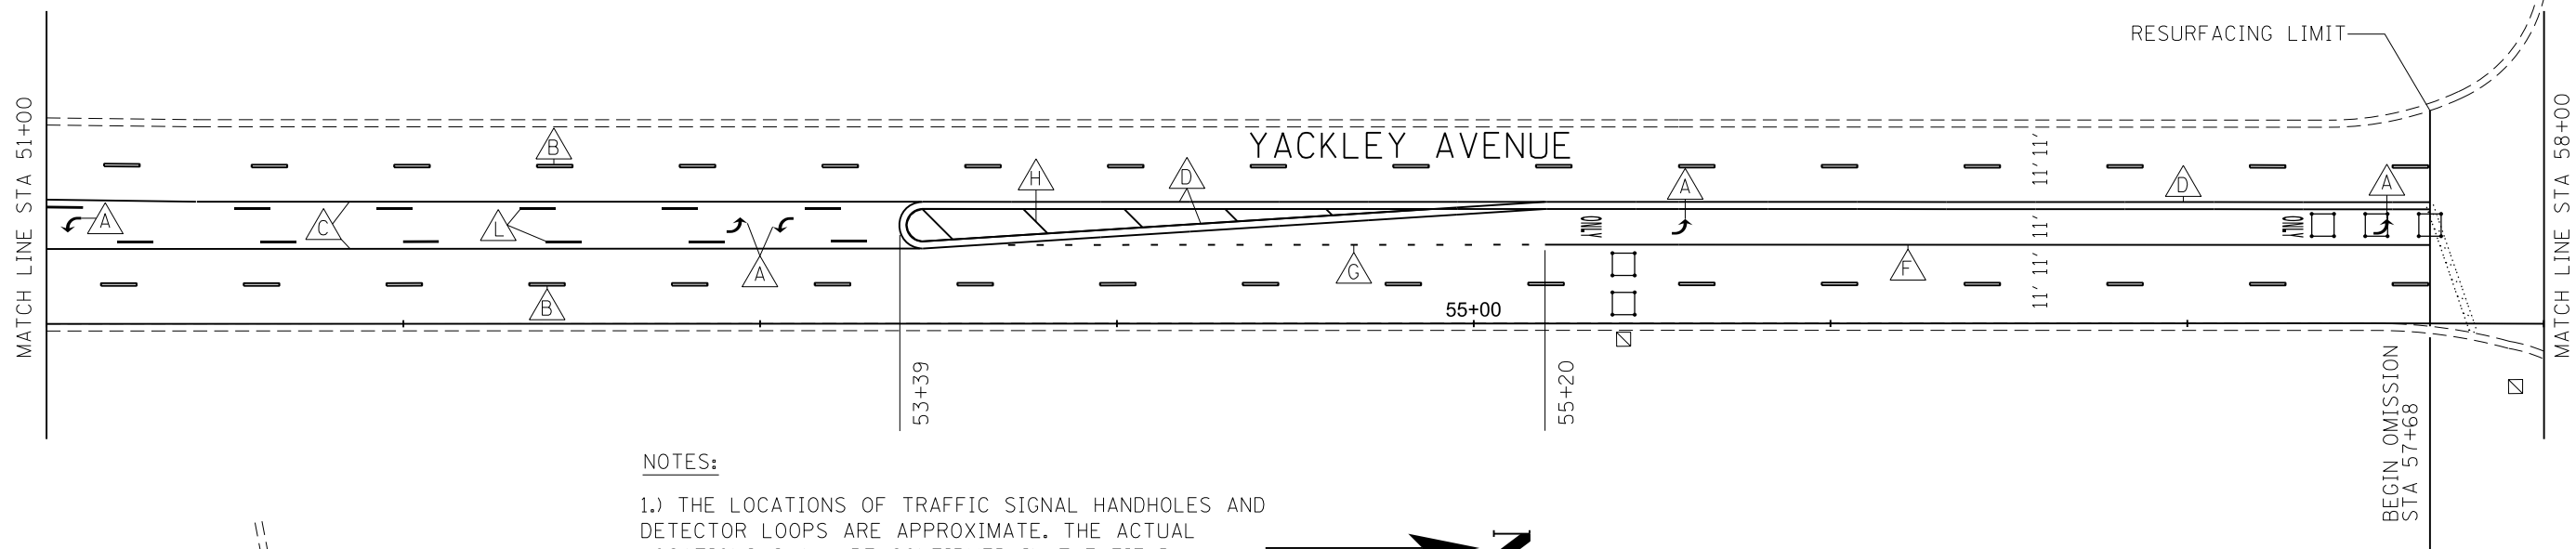 RESURFACING LIMIT
MATCH LINE STA 51+00
MATCH LINE STA 58+00
YACKLEY AVENUE
B
H
D
A
D
A
A
C
L
A
G
F
B
ONLY
ONLY
11' 11'
11'
11' 11'
55+00
53+39
55+20
BEGIN OMISSION
STA 57+68
NOTES:
1.) THE LOCATIONS OF TRAFFIC SIGNAL HANDHOLES AND
DETECTOR LOOPS ARE APPROXIMATE. THE ACTUAL